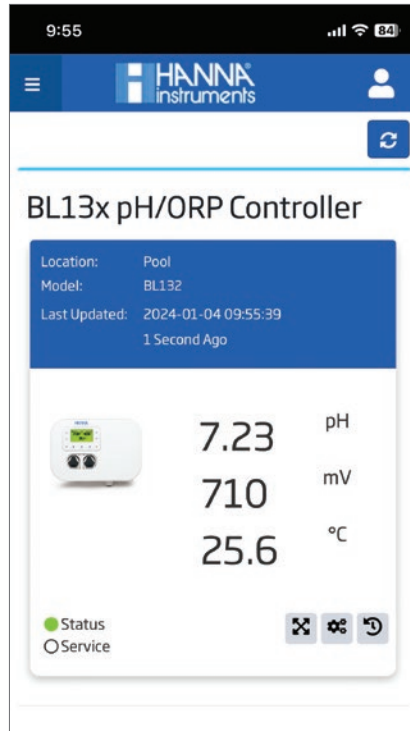 9:55
84
HANNA
instruments
BL13x pH/ORP Controller
Location: Pool
Model: BL132
Last Updated: 2024-01-04 09:55:39
1 Second Ago
7.23 pH
710 mV
25.6 °C
Status
Service